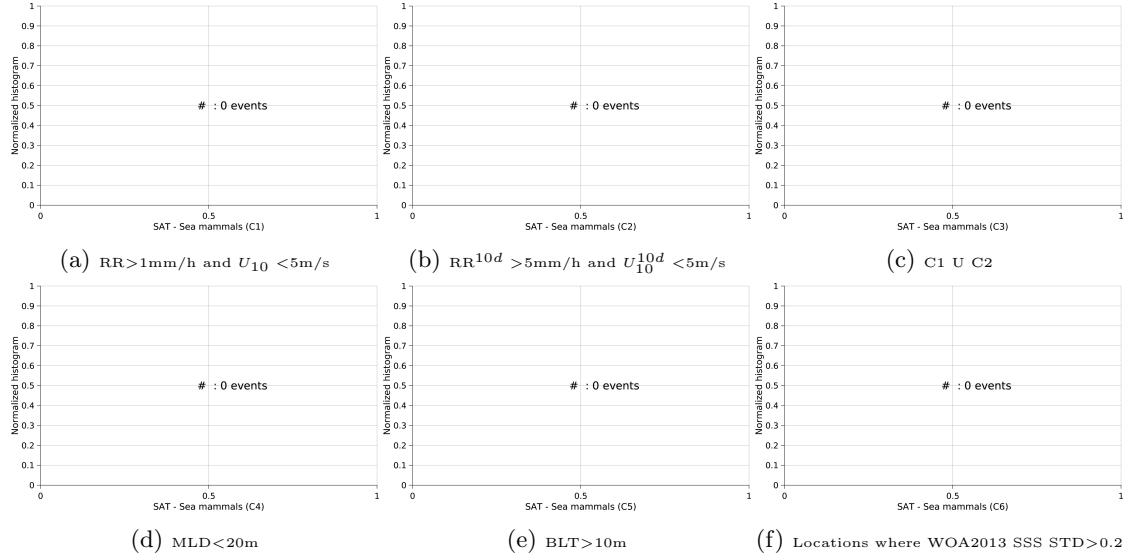 1
0.9
0.8
0.7
0.6
0.5
0.4
0.3
0.2
0.1
0
Normalized histogram
# : 0 events
0 0.5 1
SAT - Sea mammals (C1)
(a) RR>1mm/h and U10 <5m/s
1
0.9
0.8
0.7
0.6
0.5
0.4
0.3
0.2
0.1
0
Normalized histogram
# : 0 events
0 0.5 1
SAT - Sea mammals (C2)
(b) RR10d >5mm/h and U10d10 <5m/s
1
0.9
0.8
0.7
0.6
0.5
0.4
0.3
0.2
0.1
0
Normalized histogram
# : 0 events
0 0.5 1
SAT - Sea mammals (C3)
(c) C1 U C2
1
0.9
0.8
0.7
0.6
0.5
0.4
0.3
0.2
0.1
0
Normalized histogram
# : 0 events
0 0.5 1
SAT - Sea mammals (C4)
(d) MLD<20m
1
0.9
0.8
0.7
0.6
0.5
0.4
0.3
0.2
0.1
0
Normalized histogram
# : 0 events
0 0.5 1
SAT - Sea mammals (C5)
(e) BLT>10m
1
0.9
0.8
0.7
0.6
0.5
0.4
0.3
0.2
0.1
0
Normalized histogram
# : 0 events
0 0.5 1
SAT - Sea mammals (C6)
(f) Locations where WOA2013 SSS STD>0.2